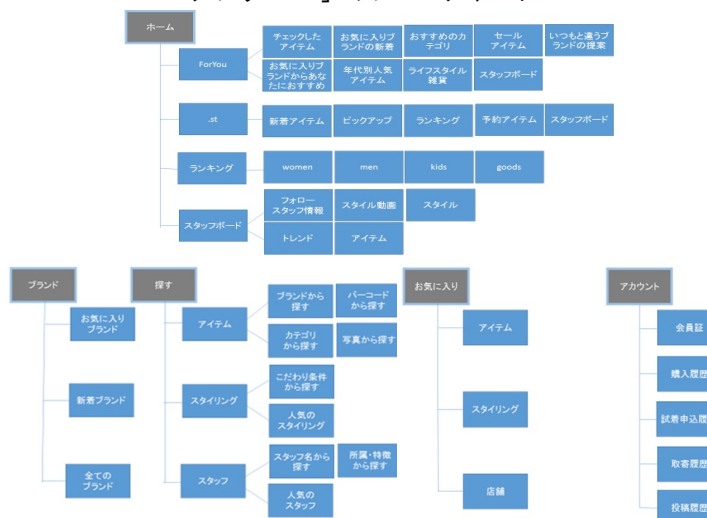 ホーム
ForYou
チェックした
アイテム
お気に入りブ
ランドの新着
おすすめのカ
テゴリ
セール
アイテム
いつもと違うブ
ランドの提案
お気に入りブ
ランドからあな
たにおすすめ
年代別人気
アイテム
ライフスタイル
雑貨
スタッフボード
.st
新着アイテム
ピックアップ
ランキング
予約アイテム
スタッフボード
ランキング
women
men
kids
goods
スタッフボード
フォロー
スタッフ情報
スタイル動画
スタイル
トレンド
アイテム
ブランド
お気に入り
ブランド
新着ブランド
全ての
ブランド
探す
アイテム
ブランドから
探す
バーコード
から探す
カテゴリ
から探す
写真から探す
スタイリング
こだわり条件
から探す
人気の
スタイリング
スタッフ
スタッフ名から
探す
所属・特徴
から探す
人気の
スタッフ
お気に入り
アイテム
スタイリング
店舗
アカウント
会員証
購入履歴
試着申込履
取寄履歴
投稿履歴